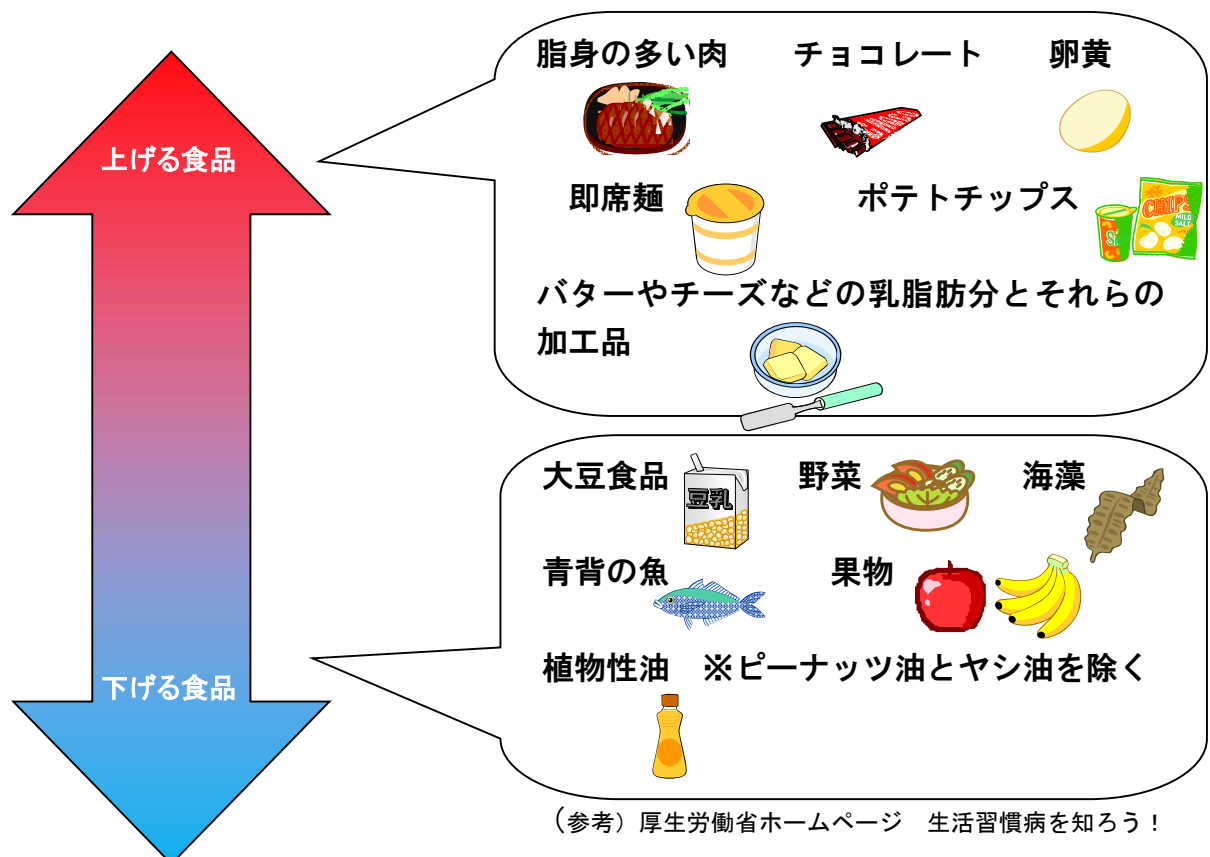 脂身の多い肉　チョコレート　卵黄
上げる食品
即席麺　ポテトチップス
CHIPS
MILD
SALT
バターやチーズなどの乳脂肪分とそれらの
加工品
大豆食品　野菜　海藻
豆乳
青背の魚　果物
植物性油　※ピーナッツ油とヤシ油を除く
下げる食品
（参考）厚生労働省ホームページ　生活習慣病を知ろう！